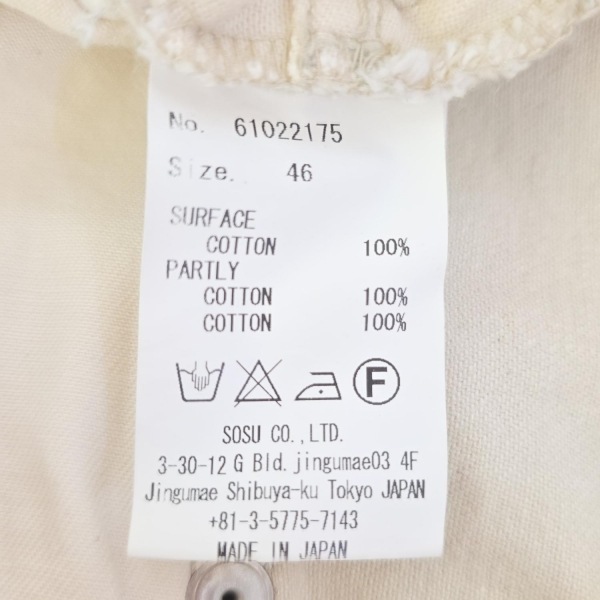 No. 61022175
Size. 46
SURFACE
COTTON 100%
PARTLY
COTTON 100%
COTTON 100%
F
SOSU CO.,LTD.
3-30-12 G Bld. jingumae03 4F
Jingumae Shibuya-ku Tokyo JAPAN
+81-3-5775-7143
MADE IN JAPAN